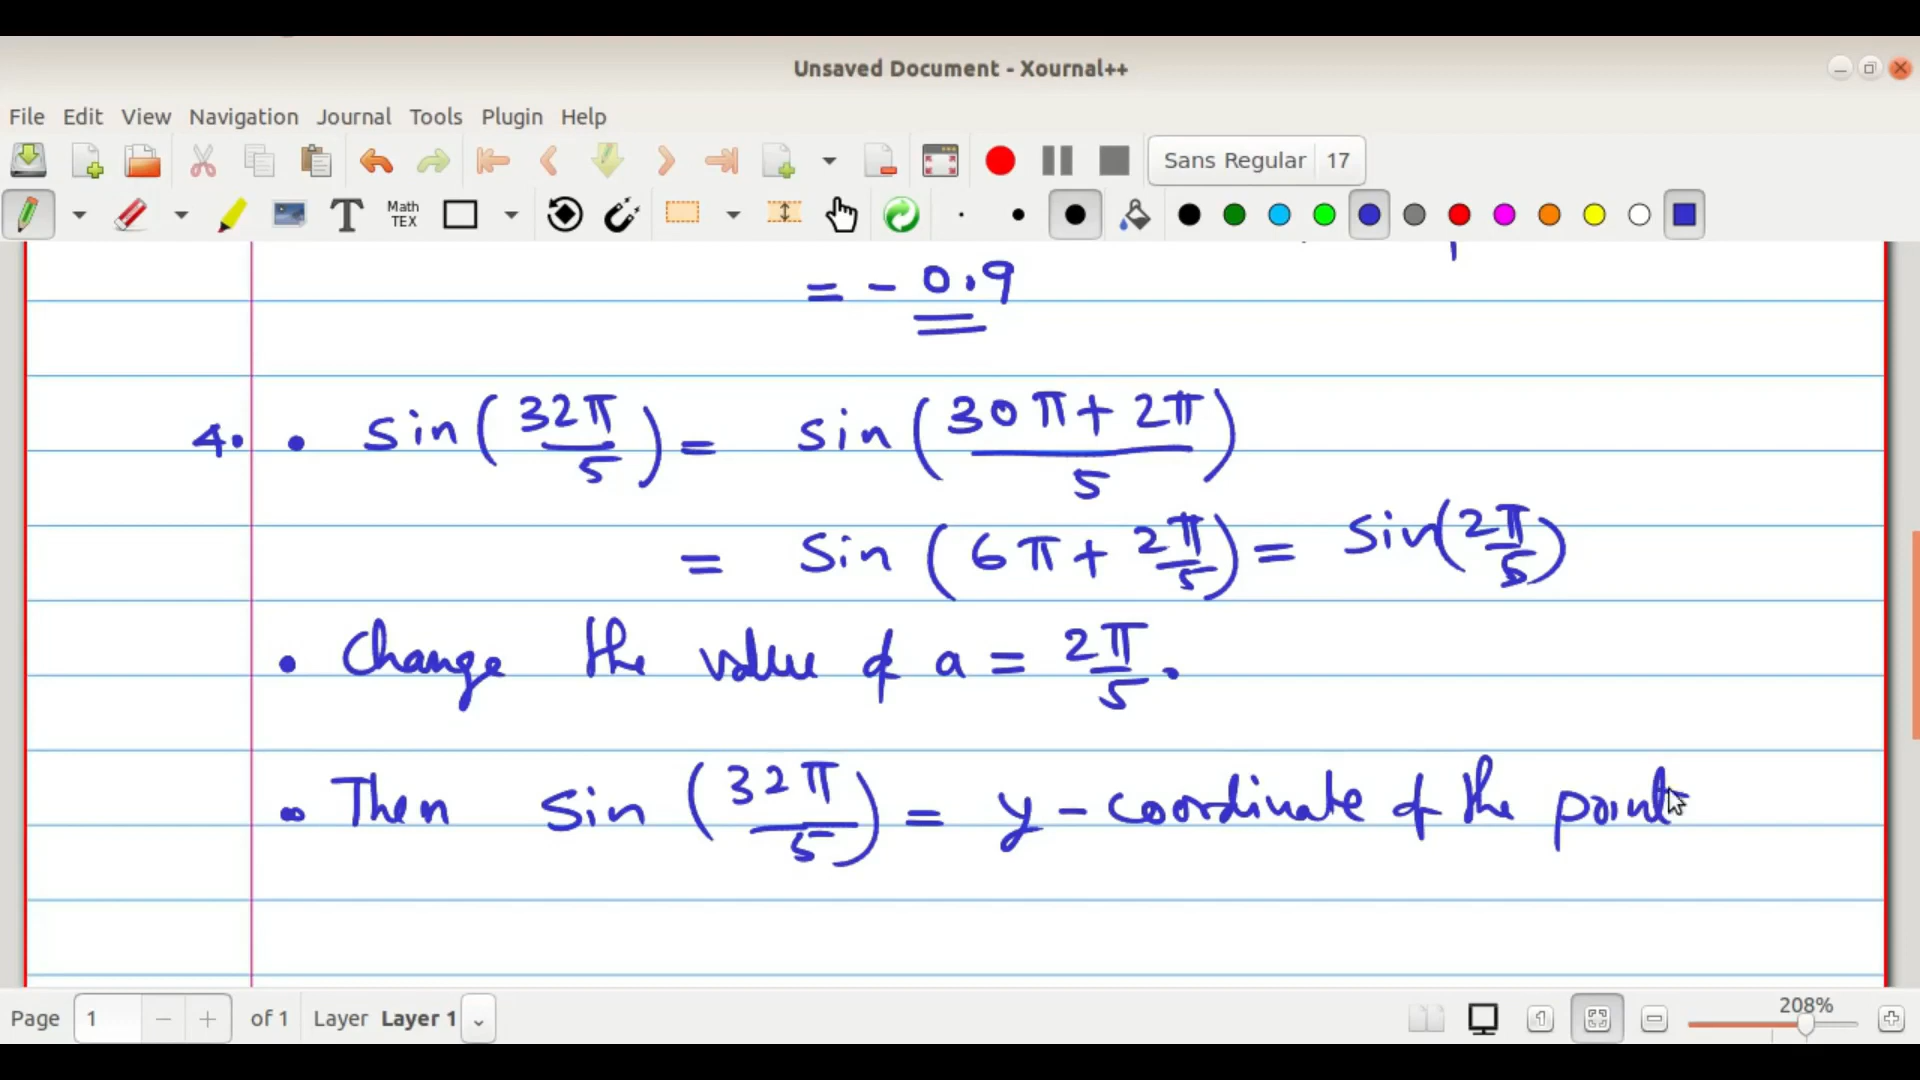 Unsaved Document - Xournal++
File Edit View Navigation Journal Tools Plugin Help
Sans Regular 17
Math
TEX
= - 0.9
4. • sin(32π/5) = sin(30π + 2π/5)
= sin(6π + 2π/5) = sin(2π/5)
• Change the value of a = 2π/5.
• Then sin(32π/5) = y-coordinate of the point
Page 1 of 1 Layer Layer 1 208%